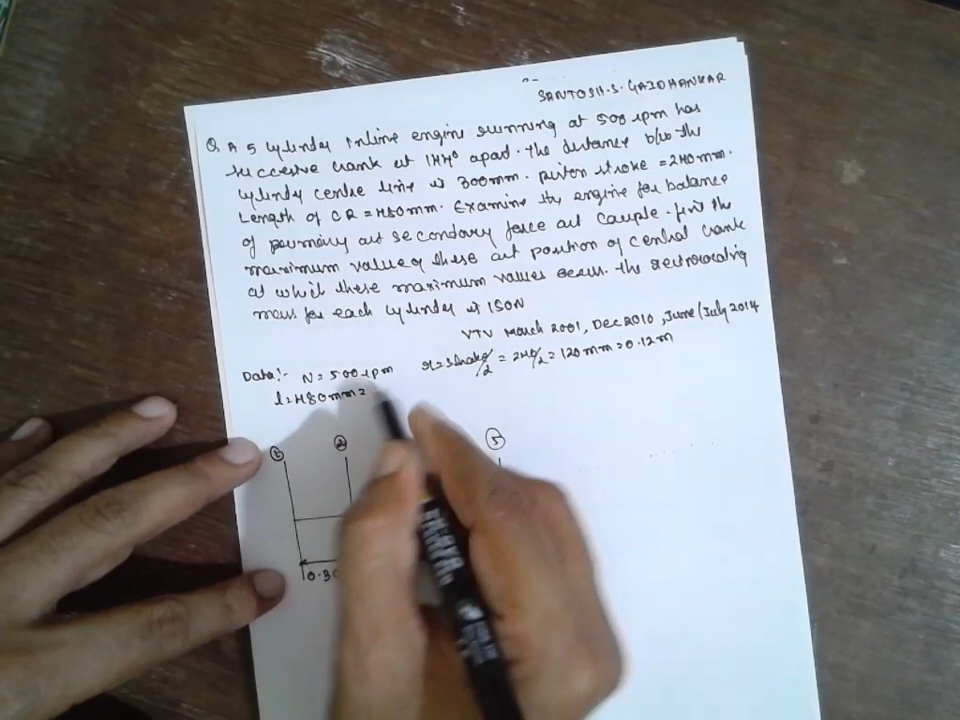 SANTOSH.S. GAIDHANKAR
Q. A 5 cylinder inline engine running at 500 rpm has
successive crank at 144° apart. The distance b/w the
cylinder centre line is 300mm. piston stroke = 240mm.
Length of CR = 480mm. Examine the engine for balance
of primary and secondary force and couple. find the
maximum value of these and position of central crank
at which these maximum values occur. The reciprocating
mass for each cylinder is 150N
VTU March 2001, Dec 2010, June/July 2014
Data:- N = 500 rpm r = stroke/2 = 240/2 = 120 mm = 0.12m
l = 480mm =
1 2 5
0.30